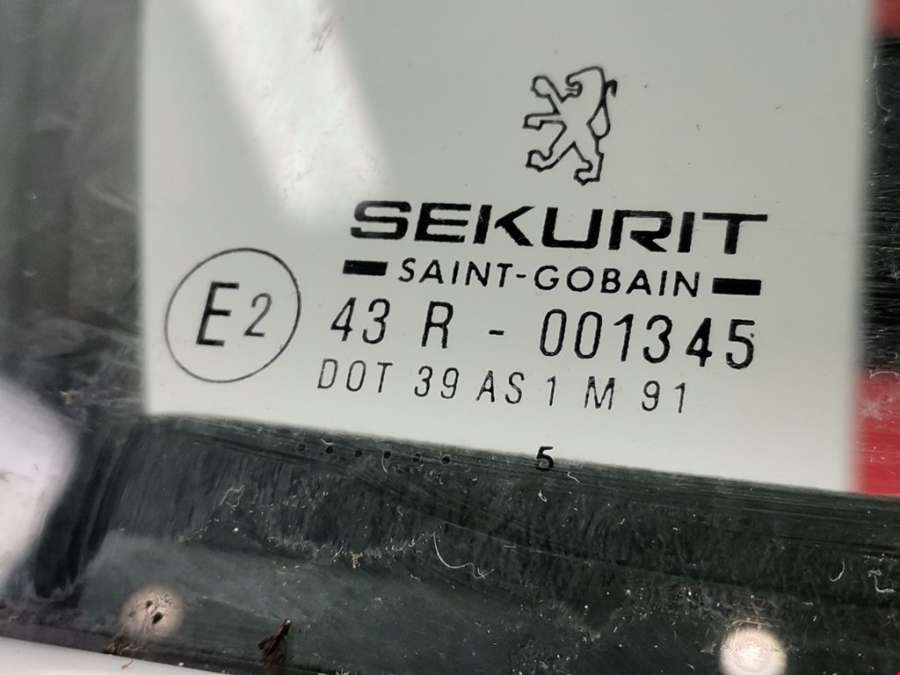 SEKURIT
SAINT-GOBAIN
E2 43 R - 001345
DOT 39 AS 1 M 91
...... 5